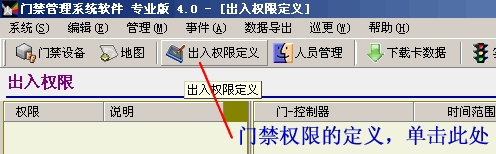 门禁管理系统软件 专业版 4.0 - [出入权限定义]
系统(S) 编辑(E) 管理(M) 事件(A) 数据导出 巡更(W) 帮助(H)
门禁设备 地图 出入权限定义 人员管理 下载卡数据
出入权限
出入权限定义
权限 说明 门-控制器 时间范围
门禁权限的定义，单击此处